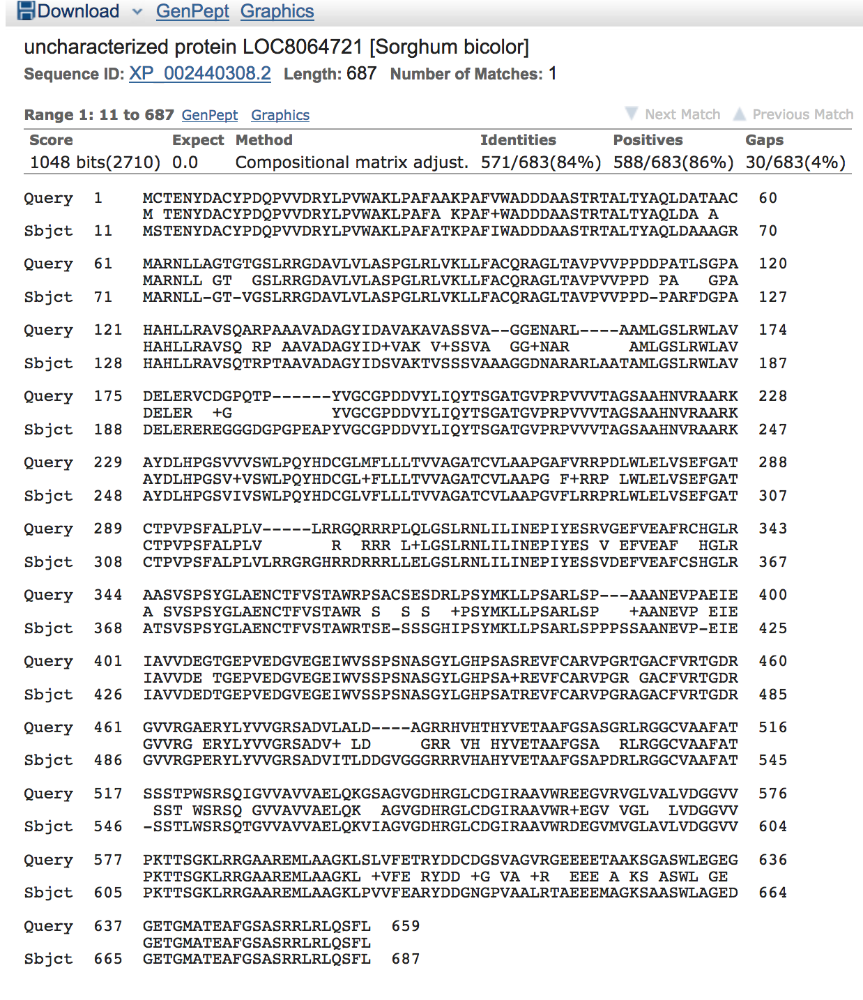 Download GenPept Graphics
uncharacterized protein LOC8064721 [Sorghum bicolor]
Sequence ID: XP_002440308.2 Length: 687 Number of Matches: 1
Range 1: 11 to 687 GenPept Graphics Next Match Previous Match
Score Expect Method Identities Positives Gaps
1048 bits(2710) 0.0 Compositional matrix adjust. 571/683(84%) 588/683(86%) 30/683(4%)
Query 1 MCTENYDACYPDQPVVDRYLPVWAKLPAFAAKPAFVWADDDAASTRTALTYAQLDATAAC 60
M TENYDACYPDQPVVDRYLPVWAKLPAFA KPAF+WADDDAASTRTALTYAQLDA A
Sbjct 11 MSTENYDACYPDQPVVDRYLPVWAKLPAFATKPAFIWADDDAASTRTALTYAQLDAAAGR 70
Query 61 MARNLLAGTGTGSLRRGDAVLVLASPGLRLVKLLFACQRAGLTAVPVVPPDDPATLSGPA 120
MARNLL GT  GSLRRGDAVLVLASPGLRLVKLLFACQRAGLTAVPVVPPD PA   GPA
Sbjct 71 MARNLL-GT-VGSLRRGDAVLVLASPGLRLVKLLFACQRAGLTAVPVVPPD-PARFDGPA 127
Query 121 HAHLLRAVSQARPAAAVADAGYIDAVAKAVASSVA--GGENARL----AAMLGSLRWLAV 174
HAHLLRAVSQ RP AAVADAGYID+VAK V+SSVA  GG+NAR      AMLGSLRWLAV
Sbjct 128 HAHLLRAVSQTRPTAAVADAGYIDSVAKTVSSSVAAAGGDNARARLAATAMLGSLRWLAV 187
Query 175 DELERVCDGPQTP------YVGCGPDDVYLIQYTSGATGVPRPVVVTAGSAAHNVRAARK 228
DELER  +G          YVGCGPDDVYLIQYTSGATGVPRPVVVTAGSAAHNVRAARK
Sbjct 188 DELEREREGGGDGPGPEAPYVGCGPDDVYLIQYTSGATGVPRPVVVTAGSAAHNVRAARK 247
Query 229 AYDLHPGSVVVSWLPQYHDCGLMFLLLTVVAGATCVLAAPGAFVRRPDLWLELVSEFGAT 288
AYDLHPGSV+VSWLPQYHDCGL+FLLLTVVAGATCVLAAPG F+RRP LWLELVSEFGAT
Sbjct 248 AYDLHPGSVIVSWLPQYHDCGLVFLLLTVVAGATCVLAAPGVFLRRPRLWLELVSEFGAT 307
Query 289 CTPVPSFALPLV-----LRRGQRRRPLQLGSLRNLILINEPIYESRVGEFVEAFRCHGLR 343
CTPVPSFALPLV       R  RRR L+LGSLRNLILINEPIYES V EFVEAF  HGLR
Sbjct 308 CTPVPSFALPLVLRRGRGHRRDRRRLLELGSLRNLILINEPIYESSVDEFVEAFCSHGLR 367
Query 344 AASVSPSYGLAENCTFVSTAWRPSACSESDRLPSYMKLLPSARLSP---AAANEVPAEIE 400
A SVSPSYGLAENCTFVSTAWR S  S S  +PSYMKLLPSARLSP   +AANEVP EIE
Sbjct 368 ATSVSPSYGLAENCTFVSTAWRTSE-SSSGHIPSYMKLLPSARLSPPPSSAANEVP-EIE 425
Query 401 IAVVDEGTGEPVEDGVEGEIWVSSPSNASGYLGHPSASREVFCARVPGRTGACFVRTGDR 460
IAVVDE TGEPVEDGVEGEIWVSSPSNASGYLGHPSA+REVFCARVPGR GACFVRTGDR
Sbjct 426 IAVVDEDTGEPVEDGVEGEIWVSSPSNASGYLGHPSATREVFCARVPGRAGACFVRTGDR 485
Query 461 GVVRGAERYLYVVGRSADVLALD----AGRRHVHTHYVETAAFGSASGRLRGGCVAAFAT 516
GVVRG ERYLYVVGRSADV+ LD     GRR VH HYVETAAFGSA  RLRGGCVAAFAT
Sbjct 486 GVVRGPERYLYVVGRSADVITLDDGVGGGRRRVHAHYVETAAFGSAPDRLRGGCVAAFAT 545
Query 517 SSSTPWSRSQIGVVAVVAELQKGSAGVGDHRGLCDGIRAAVWREEGVRVGLVALVDGGVV 576
SST WSRSQ GVVAVVAELQK  AGVGDHRGLCDGIRAAVWR+EGV VGL  LVDGGVV
Sbjct 546 -SSTLWSRSQTGVVAVVAELQKVIAGVGDHRGLCDGIRAAVWRDEGVMVGLAVLVDGGVV 604
Query 577 PKTTSGKLRRGAAREMLAAGKLSLVFETRYDDCDGSVAGVRGEEEETAAKSGASWLEGEG 636
PKTTSGKLRRGAAREMLAAGKL +VFE RYDD +G VA +R  EEE A KS ASWL GE
Sbjct 605 PKTTSGKLRRGAAREMLAAGKLPVVFEARYDDGNGPVAALRTAEEEMAGKSAASWLAGED 664
Query 637 GETGMATEAFGSASRRLRLQSFL 659
GETGMATEAFGSASRRLRLQSFL
Sbjct 665 GETGMATEAFGSASRRLRLQSFL 687